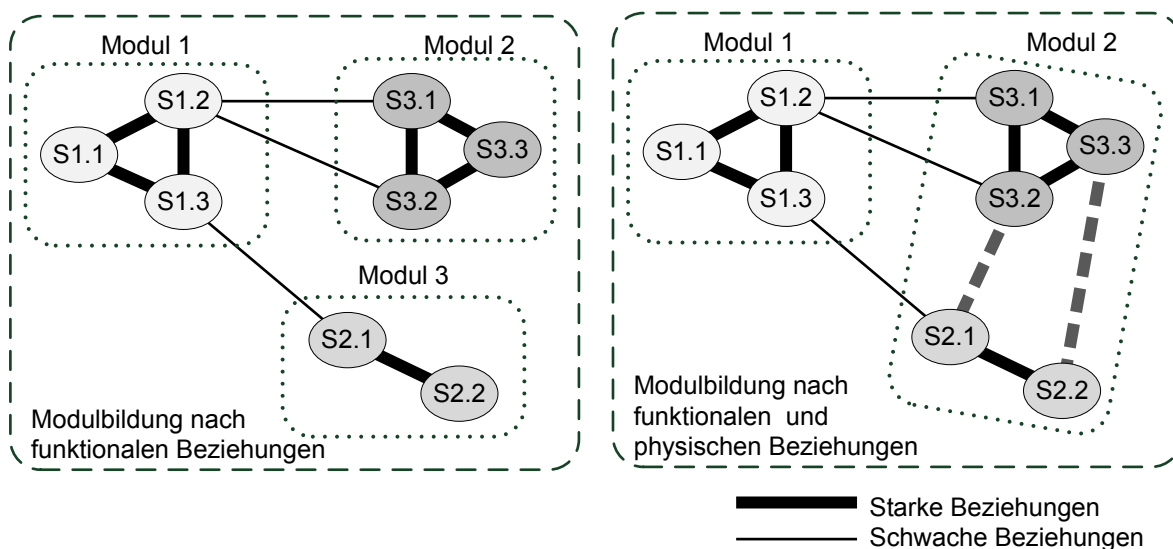 Modul 1
Modul 2
S1.2
S3.1
S1.1
S3.3
S1.3
S3.2
Modul 3
S2.1
S2.2
Modulbildung nach
funktionalen Beziehungen
Modul 1
Modul 2
S1.2
S3.1
S1.1
S3.3
S1.3
S3.2
S2.1
S2.2
Modulbildung nach
funktionalen und
physischen Beziehungen
Starke Beziehungen
Schwache Beziehungen